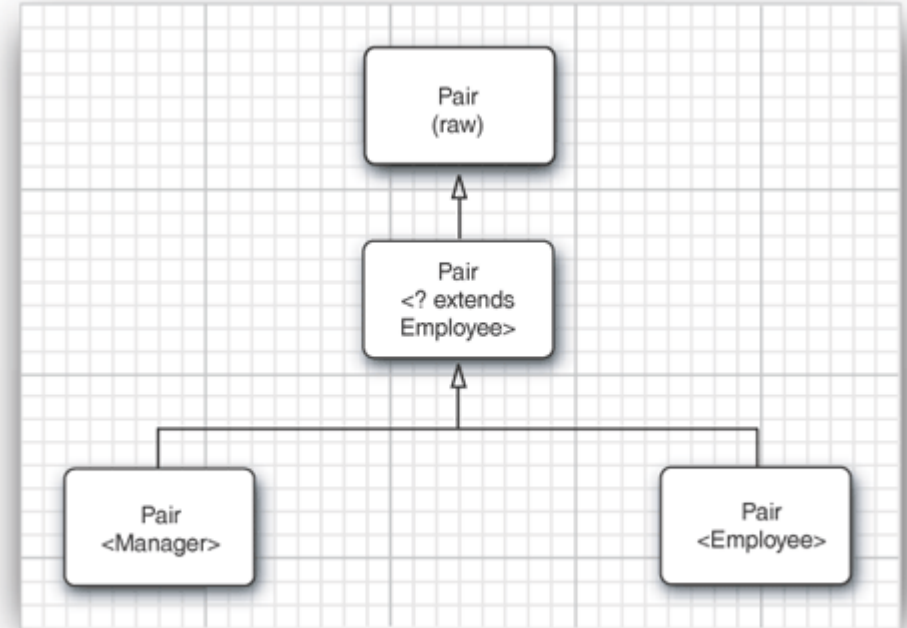 Pair
(raw)
Pair
<? extends
Employee>
Pair
<Manager>
Pair
<Employee>